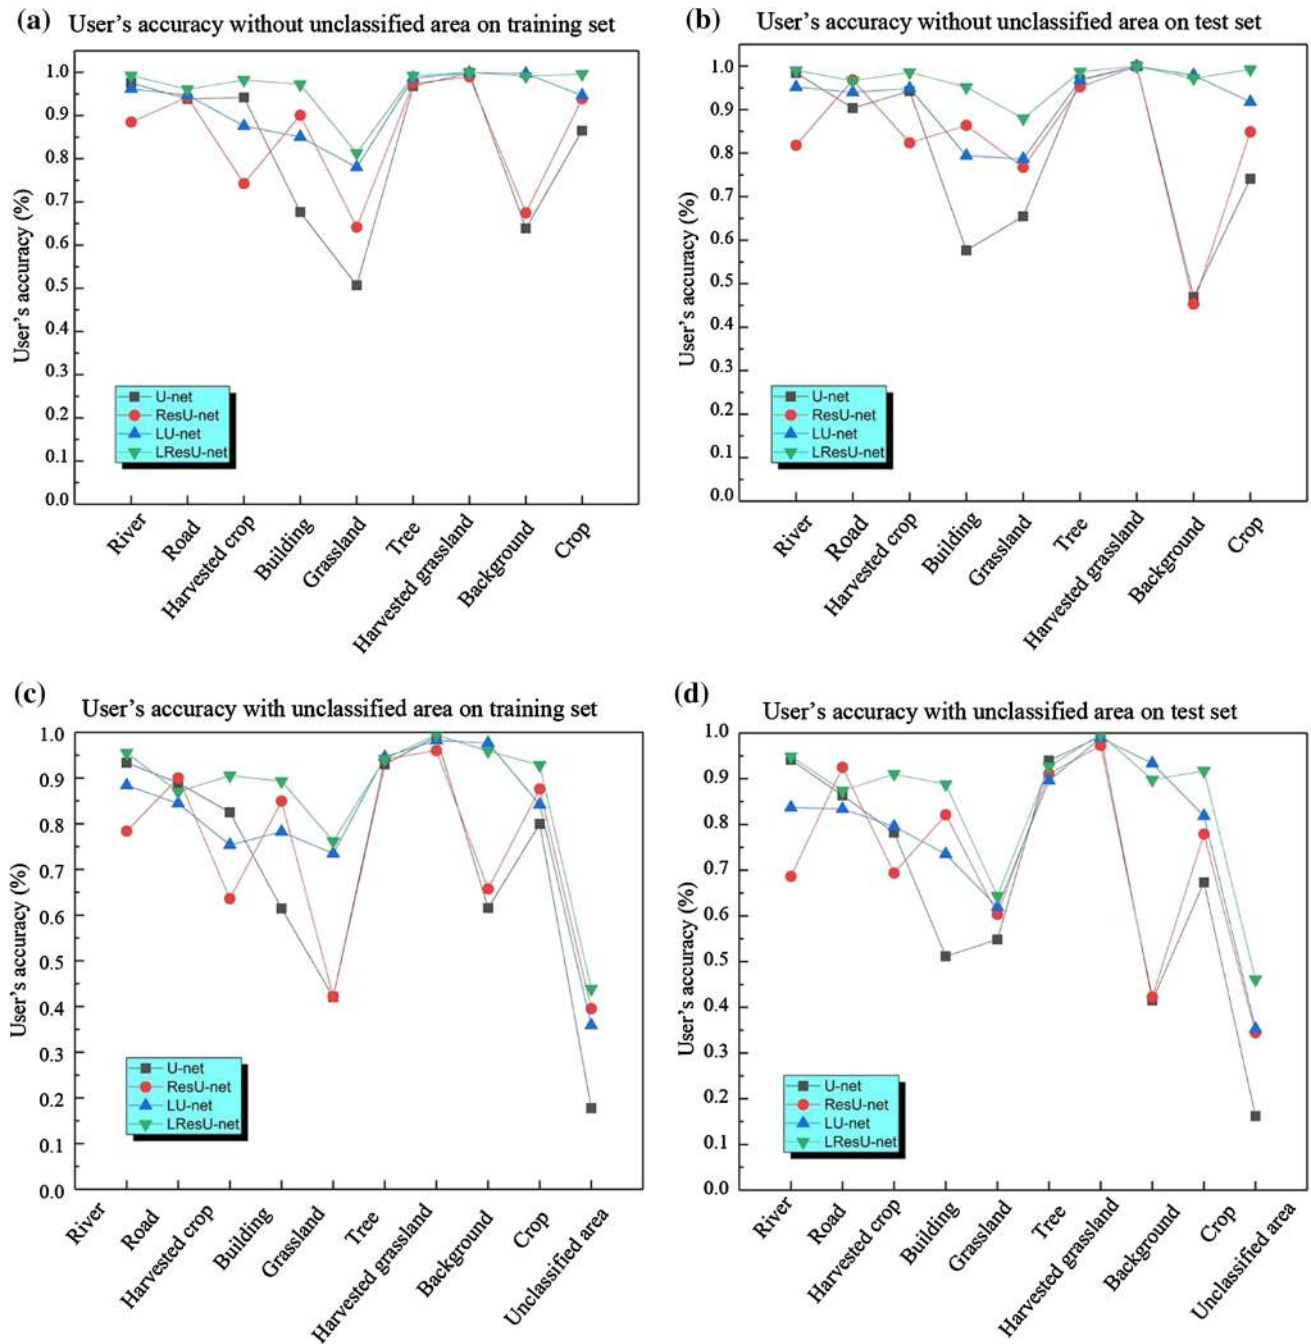 (a) User's accuracy without unclassified area on training set
User's accuracy (%)
1.0
0.9
0.8
0.7
0.6
0.5
0.4
0.3
0.2
0.1
0.0
U-net
ResU-net
LU-net
LResU-net
River
Road
Harvested crop
Building
Grassland
Tree
Harvested grassland
Background
Crop
(b) User's accuracy without unclassified area on test set
User's accuracy (%)
1.0
0.9
0.8
0.7
0.6
0.5
0.4
0.3
0.2
0.1
0.0
U-net
ResU-net
LU-net
LResU-net
River
Road
Harvested crop
Building
Grassland
Tree
Harvested grassland
Background
Crop
(c) User's accuracy with unclassified area on training set
User's accuracy (%)
1.0
0.9
0.8
0.7
0.6
0.5
0.4
0.3
0.2
0.1
0.0
U-net
ResU-net
LU-net
LResU-net
River
Road
Harvested crop
Building
Grassland
Tree
Harvested grassland
Background
Crop
Unclassified area
(d) User's accuracy with unclassified area on test set
User's accuracy (%)
1.0
0.9
0.8
0.7
0.6
0.5
0.4
0.3
0.2
0.1
0.0
U-net
ResU-net
LU-net
LResU-net
River
Road
Harvested crop
Building
Grassland
Tree
Harvested grassland
Background
Crop
Unclassified area